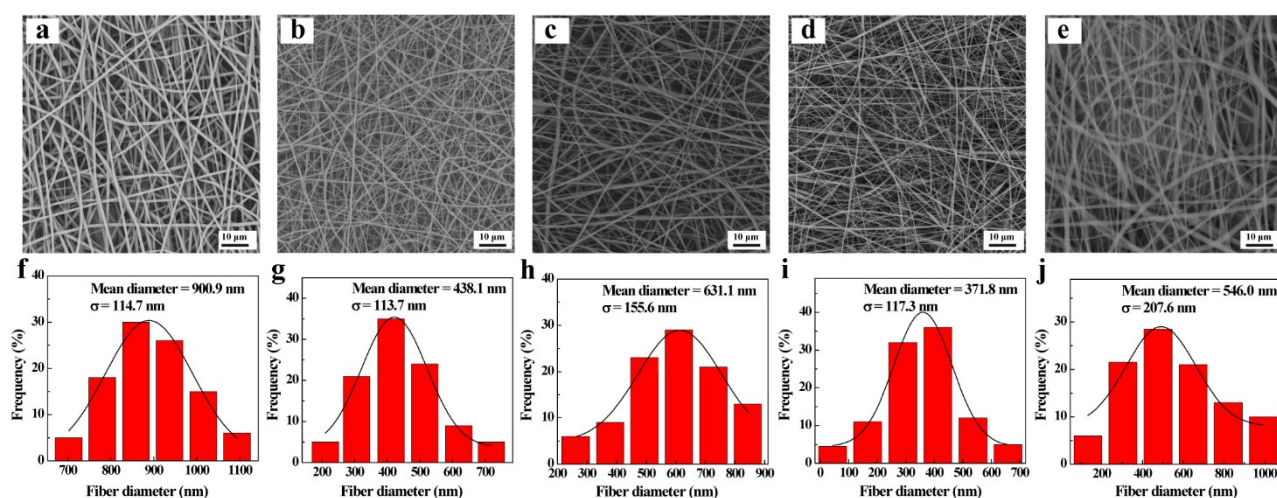 a
b
c
d
e
10 μm
10 μm
10 μm
10 μm
10 μm
f
Mean diameter = 900.9 nm
σ = 114.7 nm
Frequency (%)
40
30
20
10
0
700 800 900 1000 1100
Fiber diameter (nm)
g
Mean diameter = 438.1 nm
σ = 113.7 nm
Frequency (%)
45
35
25
15
5
200 300 400 500 600 700
Fiber diameter (nm)
h
Mean diameter = 631.1 nm
σ = 155.6 nm
Frequency (%)
40
30
20
10
0
200 300 400 500 600 700 800 900
Fiber diameter (nm)
i
Mean diameter = 371.8 nm
σ = 117.3 nm
Frequency (%)
40
30
20
10
0
0 100 200 300 400 500 600 700
Fiber diameter (nm)
j
Mean diameter = 546.0 nm
σ = 207.6 nm
Frequency (%)
40
30
20
10
0
200 400 600 800 1000
Fiber diameter (nm)